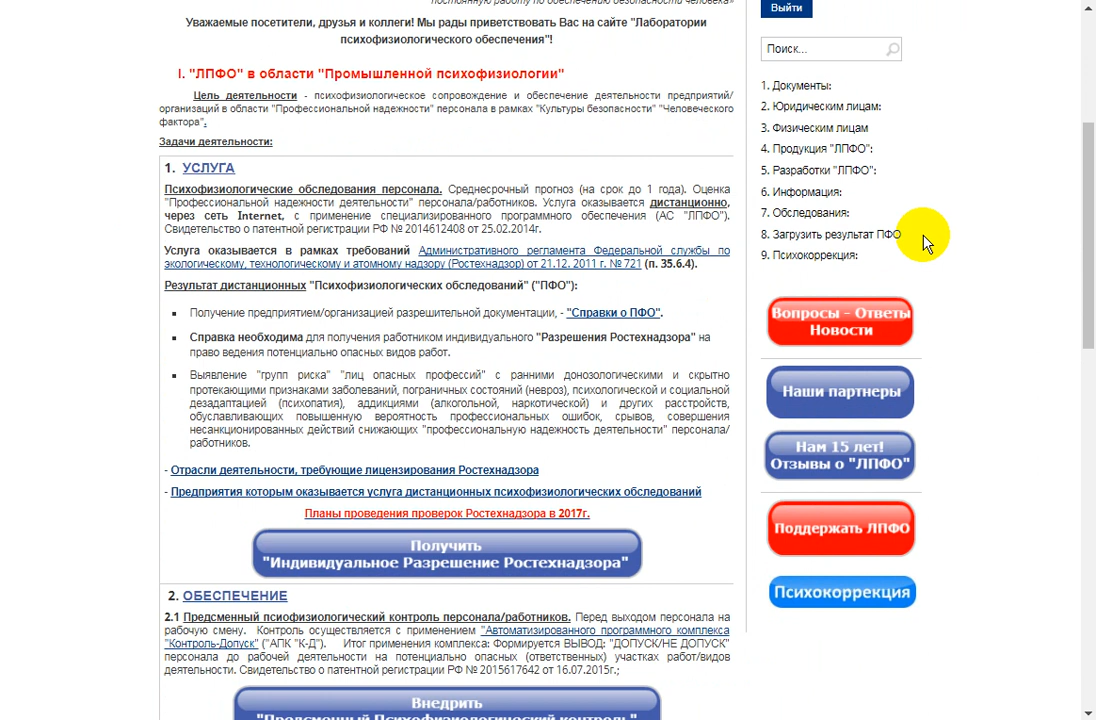 постоянную работу по обеспечению безопасности человека»
Уважаемые посетители, друзья и коллеги! Мы рады приветствовать Вас на сайте "Лаборатории
психофизиологического обеспечения"!
I. "ЛПФО" в области "Промышленной психофизиологии"
Цель деятельности - психофизиологическое сопровождение и обеспечение деятельности предприятий/
организаций в области "Профессиональной надежности" персонала в рамках "Культуры безопасности" "Человеческого
фактора".
Задачи деятельности:
1. УСЛУГА
Психофизиологические обследования персонала. Среднесрочный прогноз (на срок до 1 года). Оценка
"Профессиональной надежности деятельности" персонала/работников. Услуга оказывается дистанционно,
через сеть Internet, с применение специализированного программного обеспечения (АС "ЛПФО").
Свидетельство о патентной регистрации РФ № 2014612408 от 25.02.2014г.
Услуга оказывается в рамках требований Административного регламента Федеральной службы по
экологическому, технологическому и атомному надзору (Ростехнадзор) от 21.12. 2011 г. № 721 (п. 35.6.4).
Результат дистанционных "Психофизиологических обследований" ("ПФО"):
▪ Получение предприятием/организацией разрешительной документации, - "Справки о ПФО".
▪ Справка необходима для получения работником индивидуального "Разрешения Ростехнадзора" на
право ведения потенциально опасных видов работ.
▪ Выявление "групп риска" "лиц опасных профессий" с ранними донозологическими и скрытно
протекающими признаками заболеваний, пограничных состояний (невроз), психологической и социальной
дезадаптацией (психопатия), аддикциями (алкогольной, наркотической) и других расстройств,
обуславливающих повышенную вероятность профессиональных ошибок, срывов, совершения
несанкционированных действий снижающих "профессиональную надежность деятельности" персонала/
работников.
- Отрасли деятельности, требующие лицензирования Ростехнадзора
- Предприятия которым оказывается услуга дистанционных психофизиологических обследований
Планы проведения проверок Ростехнадзора в 2017г.
Получить
"Индивидуальное Разрешение Ростехнадзора"
2. ОБЕСПЕЧЕНИЕ
2.1 Предсменный психофизиологический контроль персонала/работников. Перед выходом персонала на
рабочую смену. Контроль осуществляется с применением "Автоматизированного программного комплекса
"Контроль-Допуск" ("АПК "К-Д"). Итог применения комплекса: Формируется ВЫВОД: "ДОПУСК/НЕ ДОПУСК"
персонала до рабочей деятельности на потенциально опасных (ответственных) участках работ/видов
деятельности. Свидетельство о патентной регистрации РФ № 2015617642 от 16.07.2015г.;
Внедрить
"Предсменный Психофизиологический контроль"
Выйти
Поиск...
1. Документы:
2. Юридическим лицам:
3. Физическим лицам
4. Продукция "ЛПФО":
5. Разработки "ЛПФО":
6. Информация:
7. Обследования:
8. Загрузить результат ПФО
9. Психокоррекция:
Вопросы - Ответы
Новости
Наши партнеры
Нам 15 лет!
Отзывы о "ЛПФО"
Поддержать ЛПФО
Психокоррекция